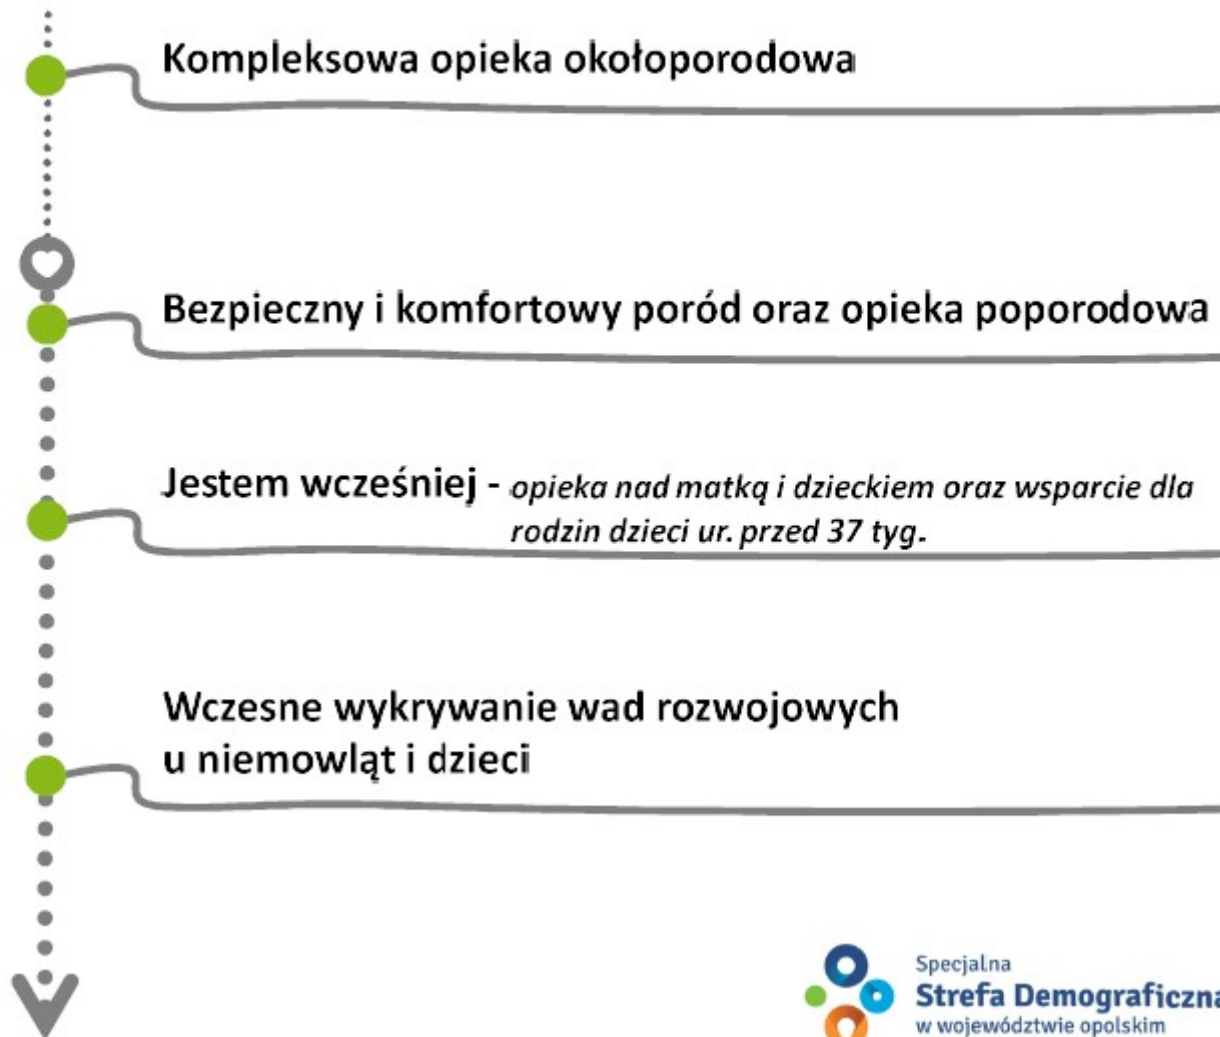 Kompleksowa opieka okołoporodowa
Bezpieczny i komfortowy poród oraz opieka poporodowa
Jestem wcześniej - opieka nad matką i dzieckiem oraz wsparcie dla
rodzin dzieci ur. przed 37 tyg.
Wczesne wykrywanie wad rozwojowych
u niemowląt i dzieci
Specjalna
Strefa Demograficzna
w województwie opolskim